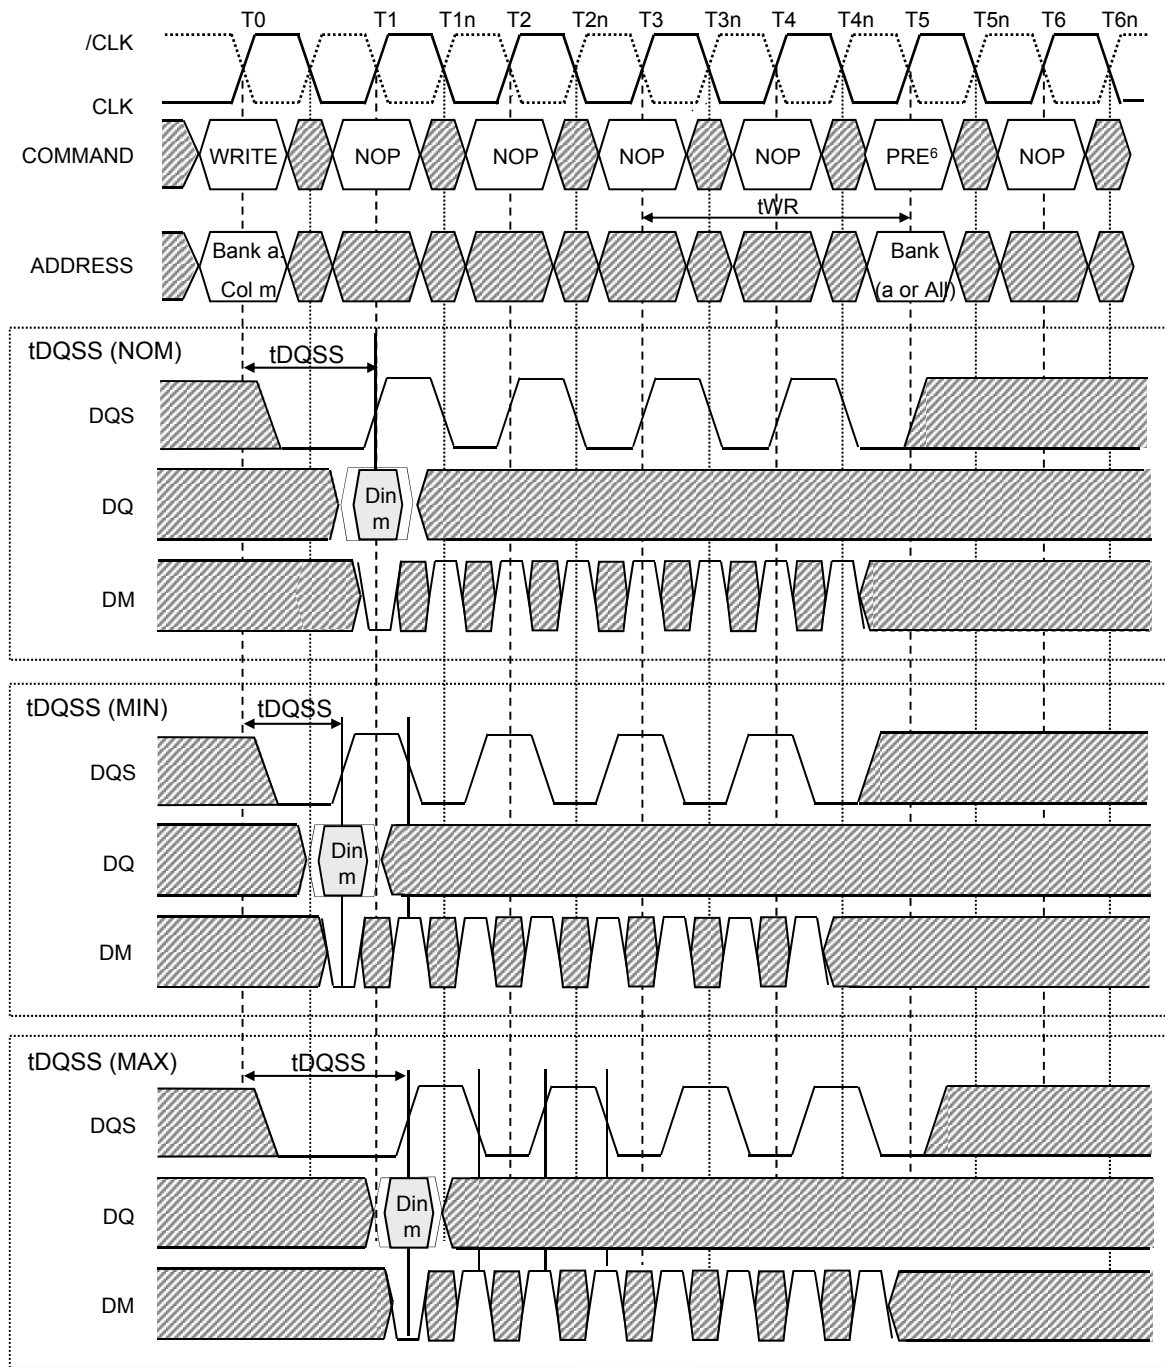 T0 T1 T1n T2 T2n T3 T3n T4 T4n T5 T5n T6 T6n
/CLK
CLK
COMMAND WRITE NOP NOP NOP NOP PRE⁶ NOP
tWR
ADDRESS Bank a, Bank
Col m (a or All)
tDQSS (NOM) tDQSS
DQS
DQ Din
m
DM
tDQSS (MIN) tDQSS
DQS
DQ Din
m
DM
tDQSS (MAX) tDQSS
DQS
DQ Din
m
DM